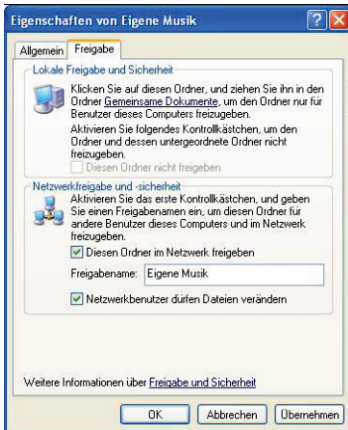 Eigenschaften von Eigene Musik
Allgemein Freigabe
Lokale Freigabe und Sicherheit
Klicken Sie auf diesen Ordner, und ziehen Sie ihn in den
Ordner Gemeinsame Dokumente, um den Ordner nur für
Benutzer dieses Computers freizugeben.
Aktivieren Sie folgendes Kontrollkästchen, um den
Ordner und dessen untergeordnete Ordner nicht
freizugeben.
Diesen Ordner nicht freigeben
Netzwerkfreigabe und -sicherheit
Aktivieren Sie das erste Kontrollkästchen, und geben
Sie einen Freigabenamen ein, um diesen Ordner für
andere Benutzer dieses Computers und im Netzwerk
freizugeben.
Diesen Ordner im Netzwerk freigeben
Freigabename: Eigene Musik
Netzwerkbenutzer dürfen Dateien verändern
Weitere Informationen über Freigabe und Sicherheit
OK Abbrechen Übernehmen